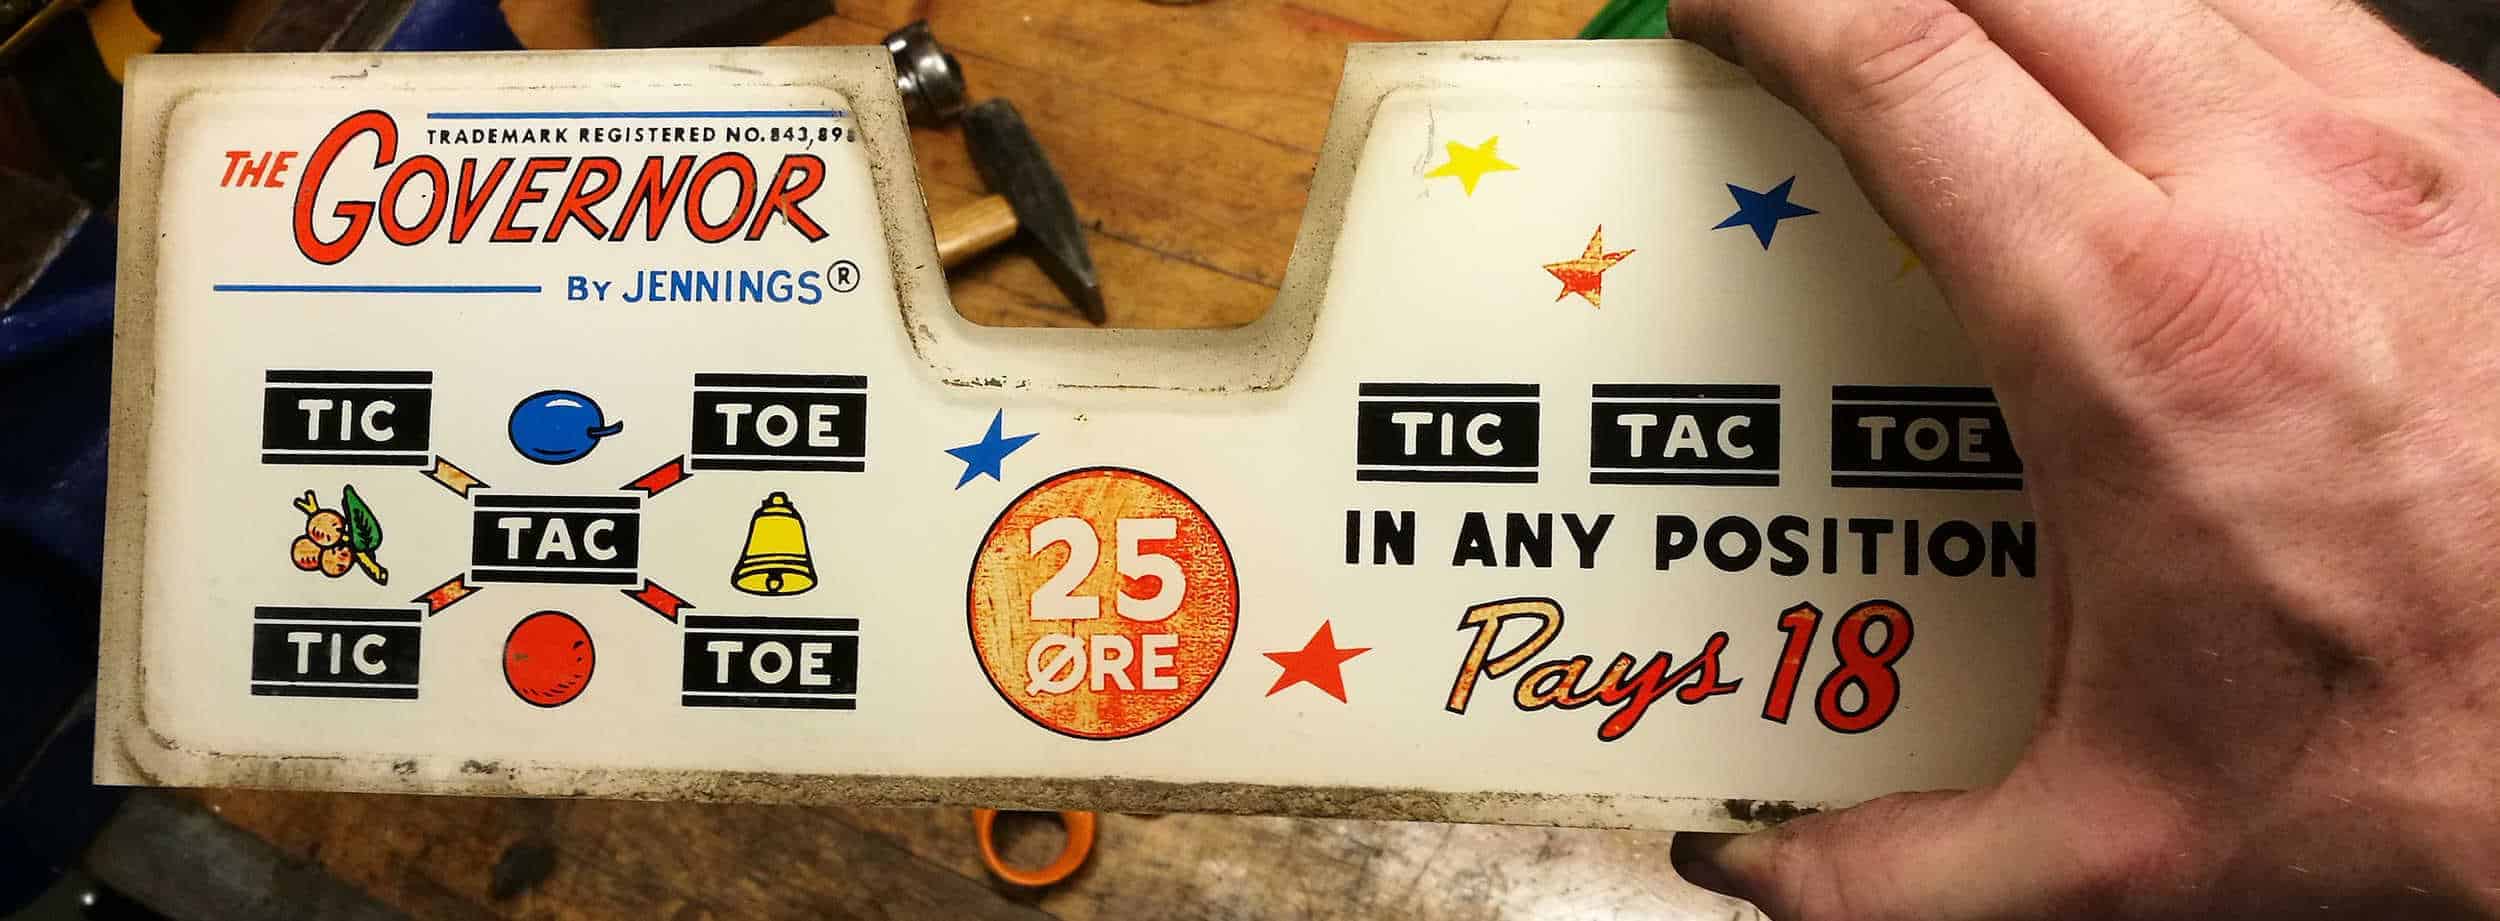 TRADEMARK REGISTERED NO. 843,898
THE GOVERNOR
BY JENNINGS®
TIC TOE
TAC
TIC TOE
25
ØRE
TIC TAC TOE
IN ANY POSITION
Pays 18